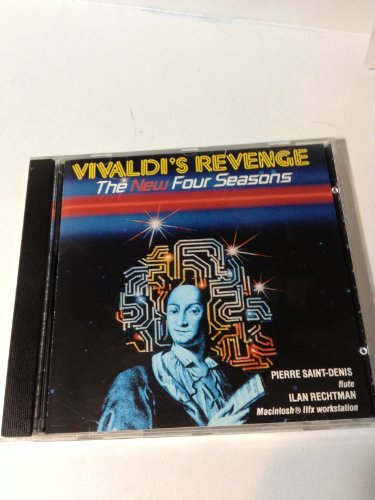 VIVALDI'S REVENGE
The New Four Seasons
PIERRE SAINT-DENIS
flute
ILAN RECHTMAN
Macintosh® IIfx workstation